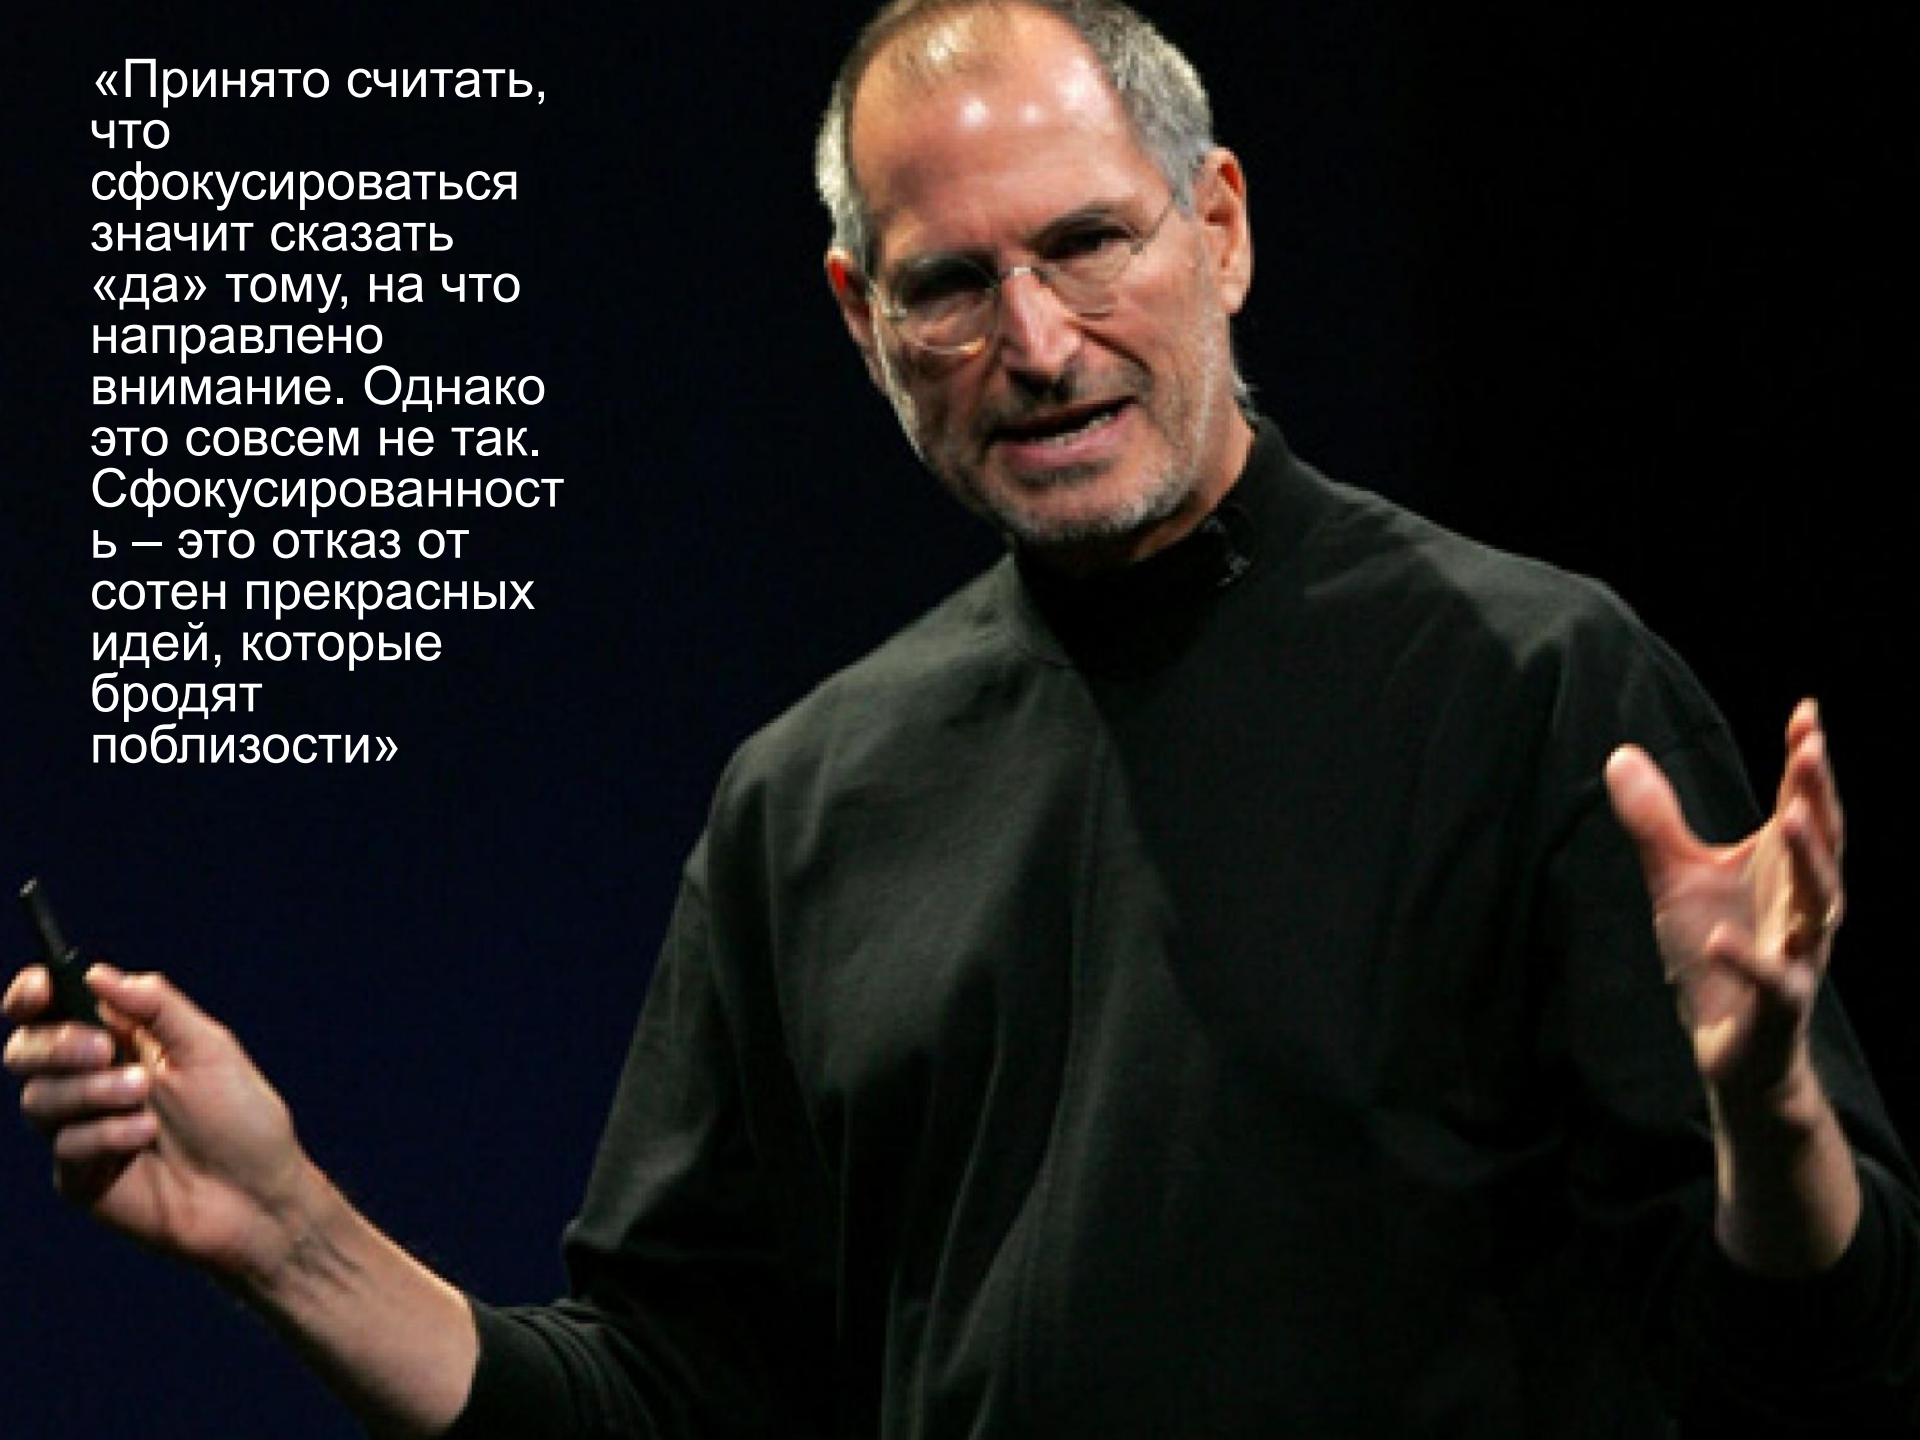 «Принято считать,
что
сфокусироваться
значит сказать
«да» тому, на что
направлено
внимание. Однако
это совсем не так.
Сфокусированност
ь – это отказ от
сотен прекрасных
идей, которые
бродят
поблизости»